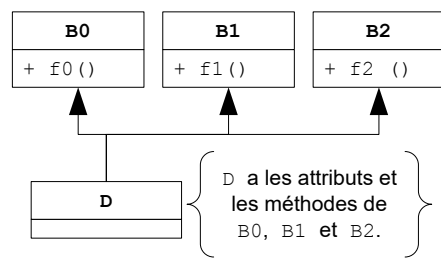 B0
B1
B2
+ f0()
+ f1()
+ f2 ()
D
D a les attributs et
les méthodes de
B0, B1 et B2.